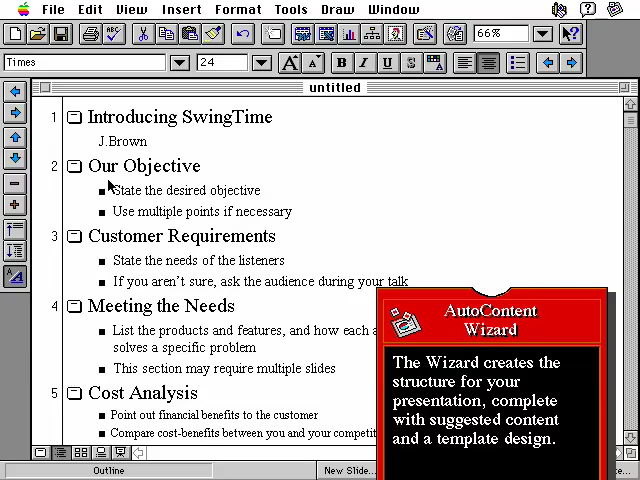 File Edit View Insert Format Tools Draw Window
ABC
66%
Times 24 A A B I U S A
untitled
1 Introducing SwingTime
J.Brown
2 Our Objective
State the desired objective
Use multiple points if necessary
3 Customer Requirements
State the needs of the listeners
If you aren't sure, ask the audience during your talk
4 Meeting the Needs
List the products and features, and how each a
solves a specific problem
This section may require multiple slides
5 Cost Analysis
Point out financial benefits to the customer
Compare cost-benefits between you and your competit
AutoContent
Wizard
The Wizard creates the
structure for your
presentation, complete
with suggested content
and a template design.
Outline New Slide... te...